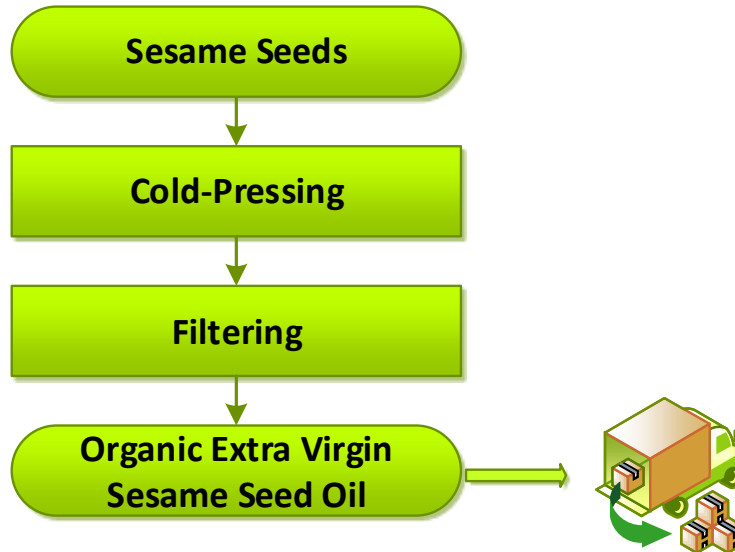 Sesame Seeds
Cold-Pressing
Filtering
Organic Extra Virgin
Sesame Seed Oil